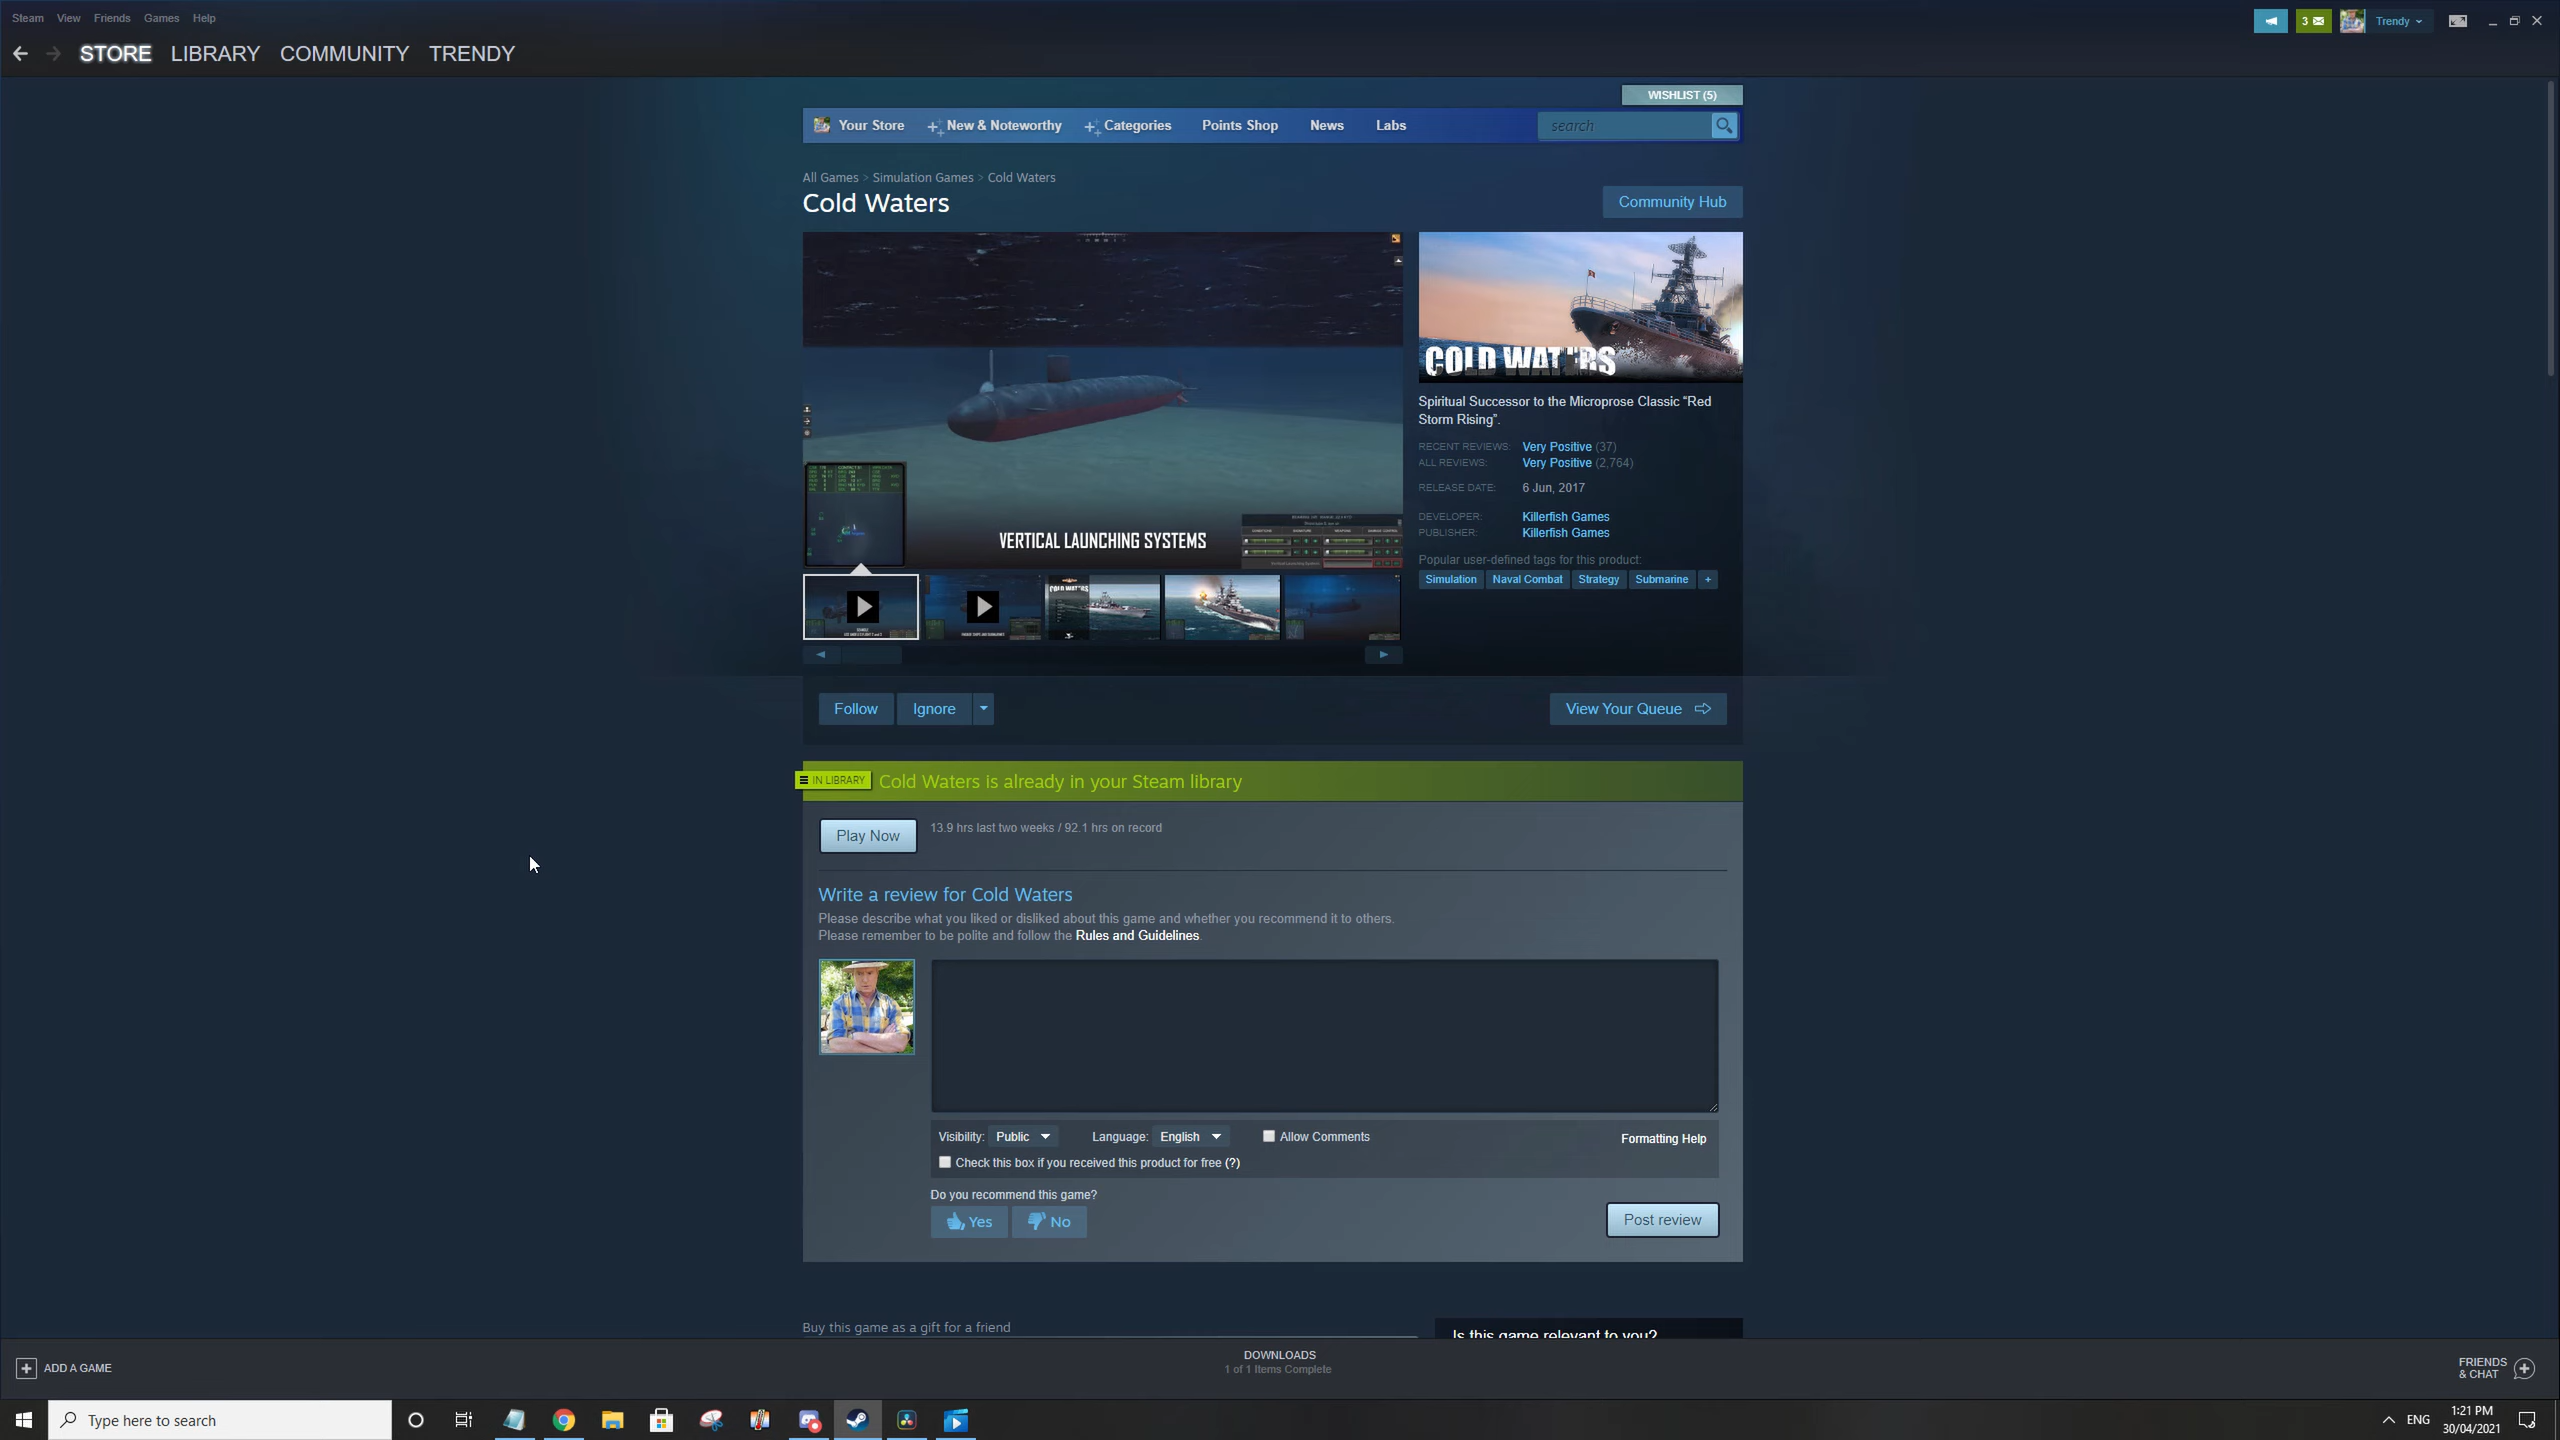 Steam View Friends Games Help
3 Trendy
STORE LIBRARY COMMUNITY TRENDY
WISHLIST (5)
Your Store New & Noteworthy Categories Points Shop News Labs search
All Games > Simulation Games > Cold Waters
Cold Waters
Community Hub
VERTICAL LAUNCHING SYSTEMS
COLD WATERS
Spiritual Successor to the Microprose Classic “Red
Storm Rising”.
RECENT REVIEWS: Very Positive (37)
ALL REVIEWS: Very Positive (2,764)
RELEASE DATE: 6 Jun, 2017
DEVELOPER: Killerfish Games
PUBLISHER: Killerfish Games
Popular user-defined tags for this product:
Simulation Naval Combat Strategy Submarine +
COLD WATERS
Follow Ignore
View Your Queue
IN LIBRARY Cold Waters is already in your Steam library
Play Now 13.9 hrs last two weeks / 92.1 hrs on record
Write a review for Cold Waters
Please describe what you liked or disliked about this game and whether you recommend it to others.
Please remember to be polite and follow the Rules and Guidelines.
Visibility: Public Language: English Allow Comments Formatting Help
Check this box if you received this product for free (?)
Do you recommend this game?
Yes No
Post review
Buy this game as a gift for a friend
Is this game relevant to you?
ADD A GAME
DOWNLOADS
1 of 1 Items Complete
FRIENDS
& CHAT
Type here to search
ENG
1:21 PM
30/04/2021